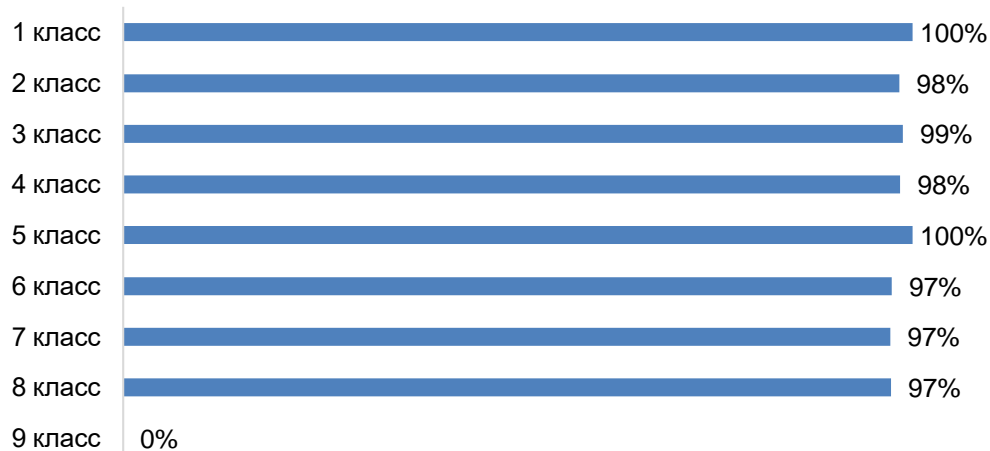 1 класс 100%
2 класс 98%
3 класс 99%
4 класс 98%
5 класс 100%
6 класс 97%
7 класс 97%
8 класс 97%
9 класс 0%